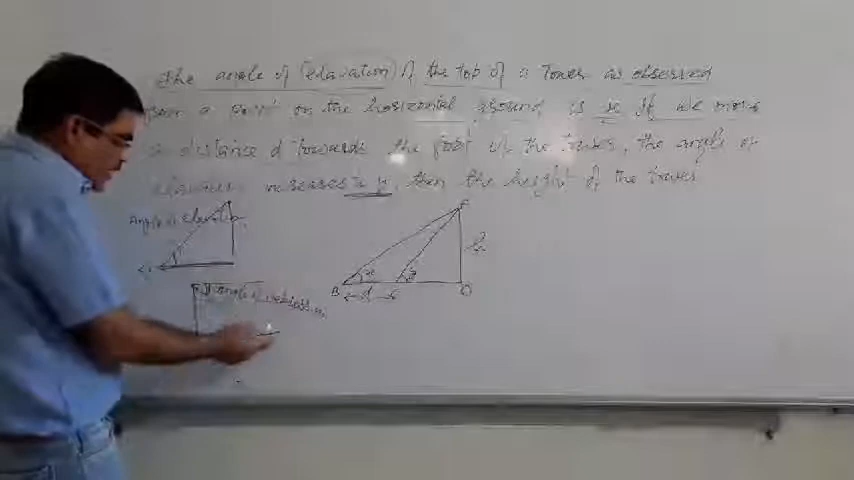 The angle of (elevation) of the top of a Tower as observed
from a point on the horizontal ground is x. If we move
a distance d towards the foot of the tower, the angle of
elevation increases to y, then the height of the tower
Angle of Elevation
x y h
B d C D
Angle of